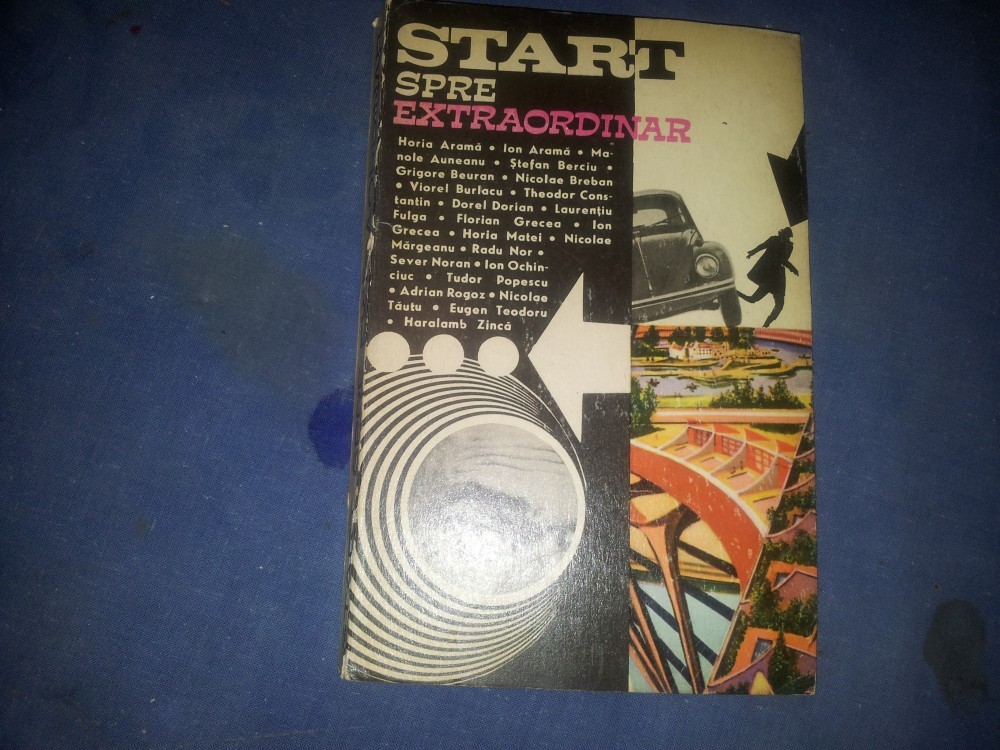 START
SPRE
EXTRAORDINAR
Horia Aramă • Ion Aramă • Ma-
nole Auneanu • Ștefan Berciu •
Grigore Beuran • Nicolae Breban
• Viorel Burlacu • Theodor Cons-
tantin • Dorel Dorian • Laurențiu
Fulga • Florian Grecea • Ion
Grecea • Horia Matei • Nicolae
Mărgeanu • Radu Nor •
Sever Noran • Ion Ochin-
ciuc • Tudor Popescu
• Adrian Rogoz • Nicolae
Tăutu • Eugen Teodoru
• Haralamb Zincă